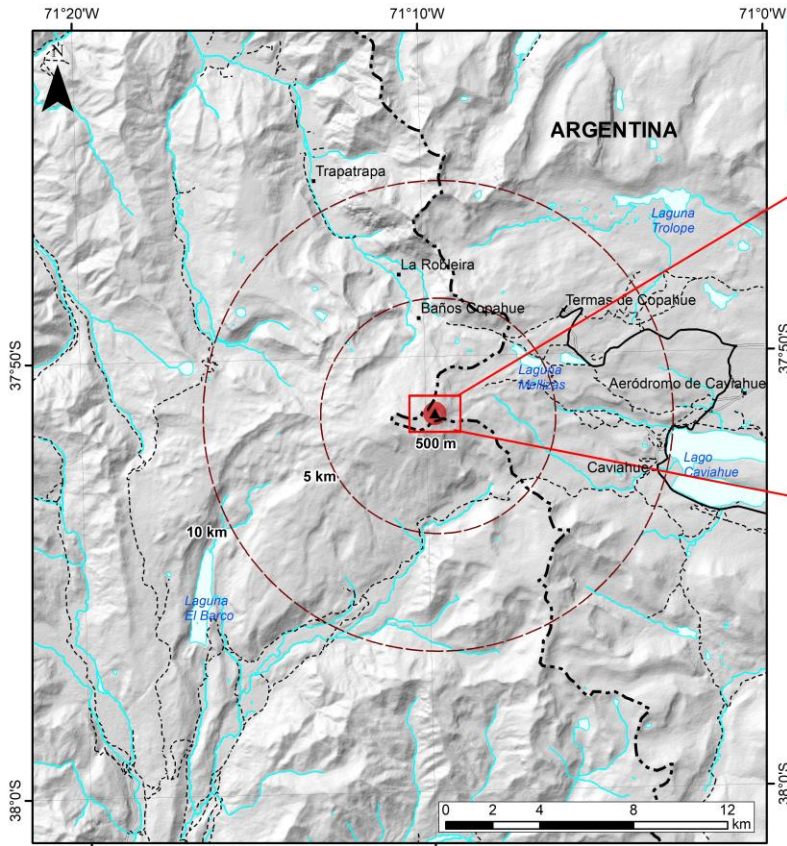 71°20'W
71°10'W
71°0'W
N
ARGENTINA
Trapatrapa
Laguna
Trolope
La Robleira
Termas de Copahue
Baños Copahue
37°50'S
37°50'S
Laguna
Mellizas
Aeródromo de Caviahue
500 m
Lago
Caviahue
Caviahue
5 km
10 km
Laguna
El Barco
38°0'S
38°0'S
0 2 4 8 12
km